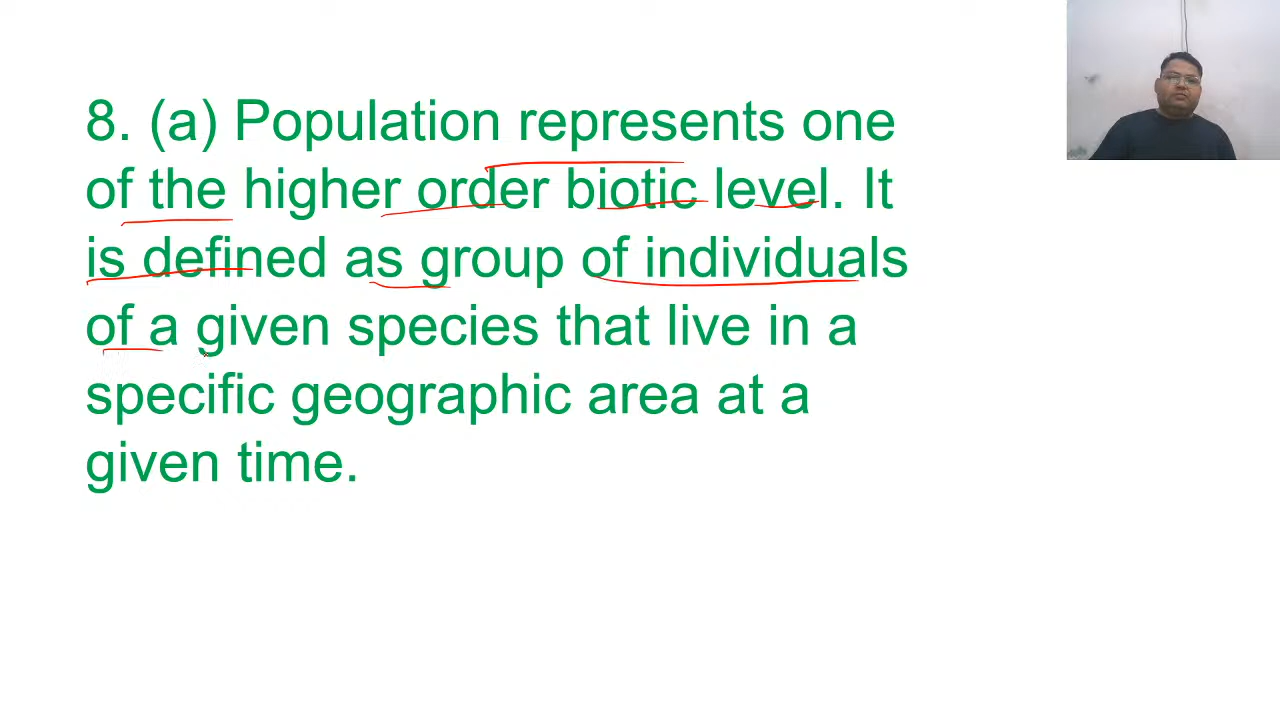 8. (a) Population represents one
of the higher order biotic level. It
is defined as group of individuals
of a given species that live in a
specific geographic area at a
given time.